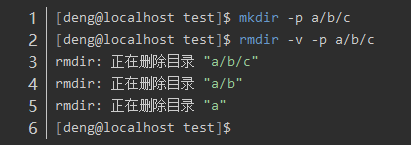 1 [deng@localhost test]$ mkdir -p a/b/c
2 [deng@localhost test]$ rmdir -v -p a/b/c
3 rmdir: 正在删除目录 "a/b/c"
4 rmdir: 正在删除目录 "a/b"
5 rmdir: 正在删除目录 "a"
6 [deng@localhost test]$